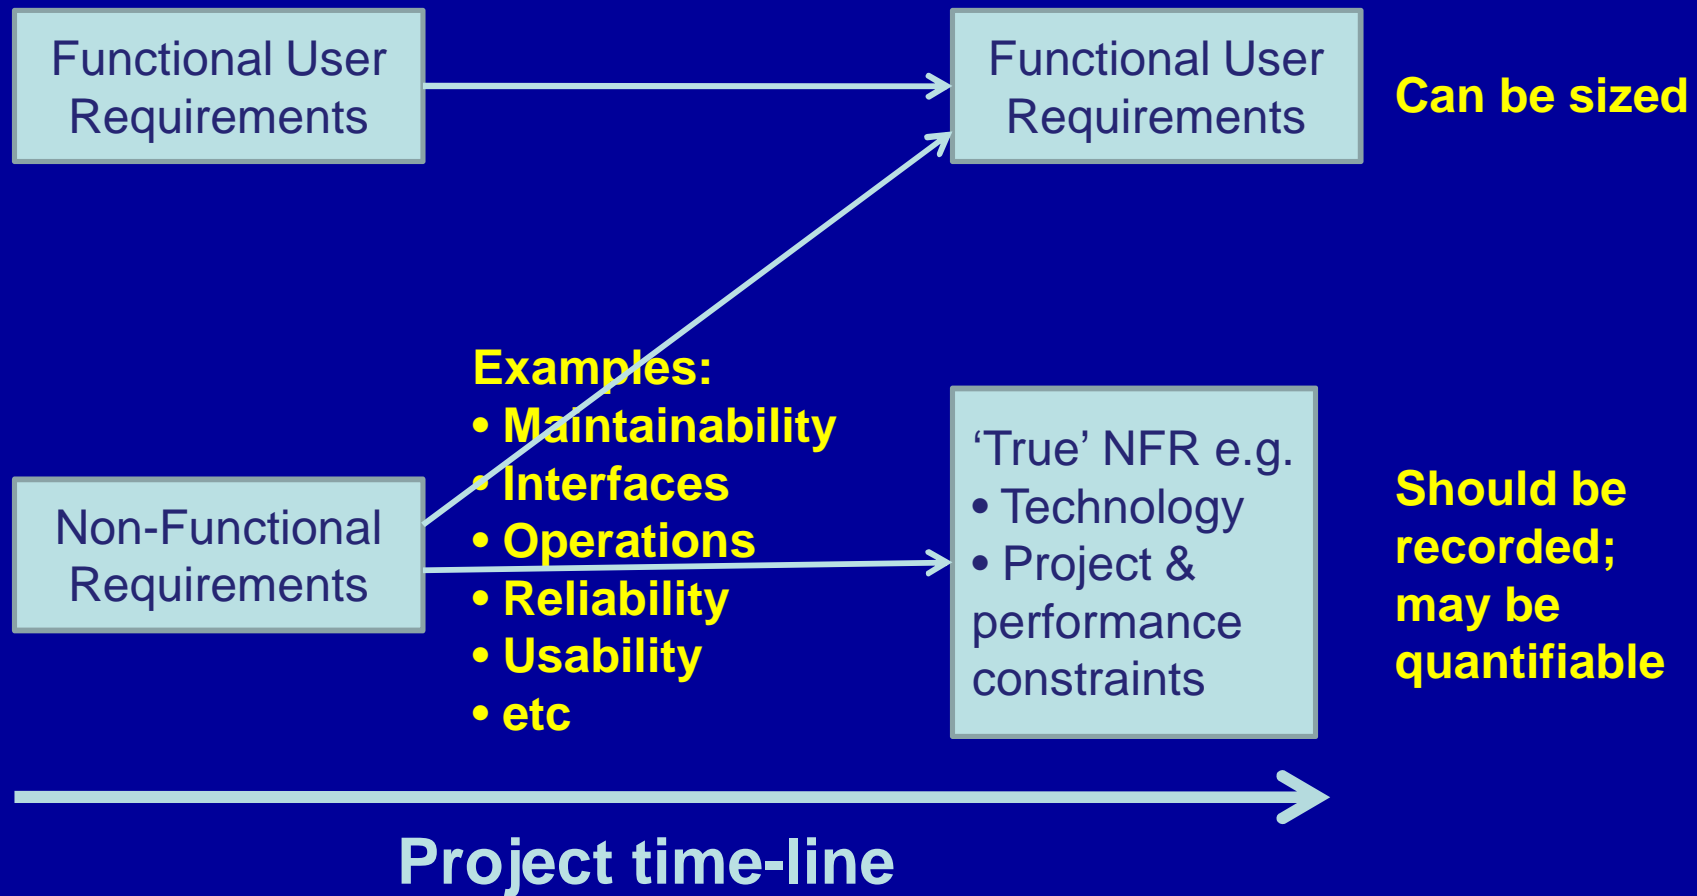 Functional User
Requirements
Functional User
Requirements
Can be sized
Non-Functional
Requirements
Examples:
• Maintainability
• Interfaces
• Operations
• Reliability
• Usability
• etc
‘True’ NFR e.g.
• Technology
• Project &
performance
constraints
Should be
recorded;
may be
quantifiable
Project time-line